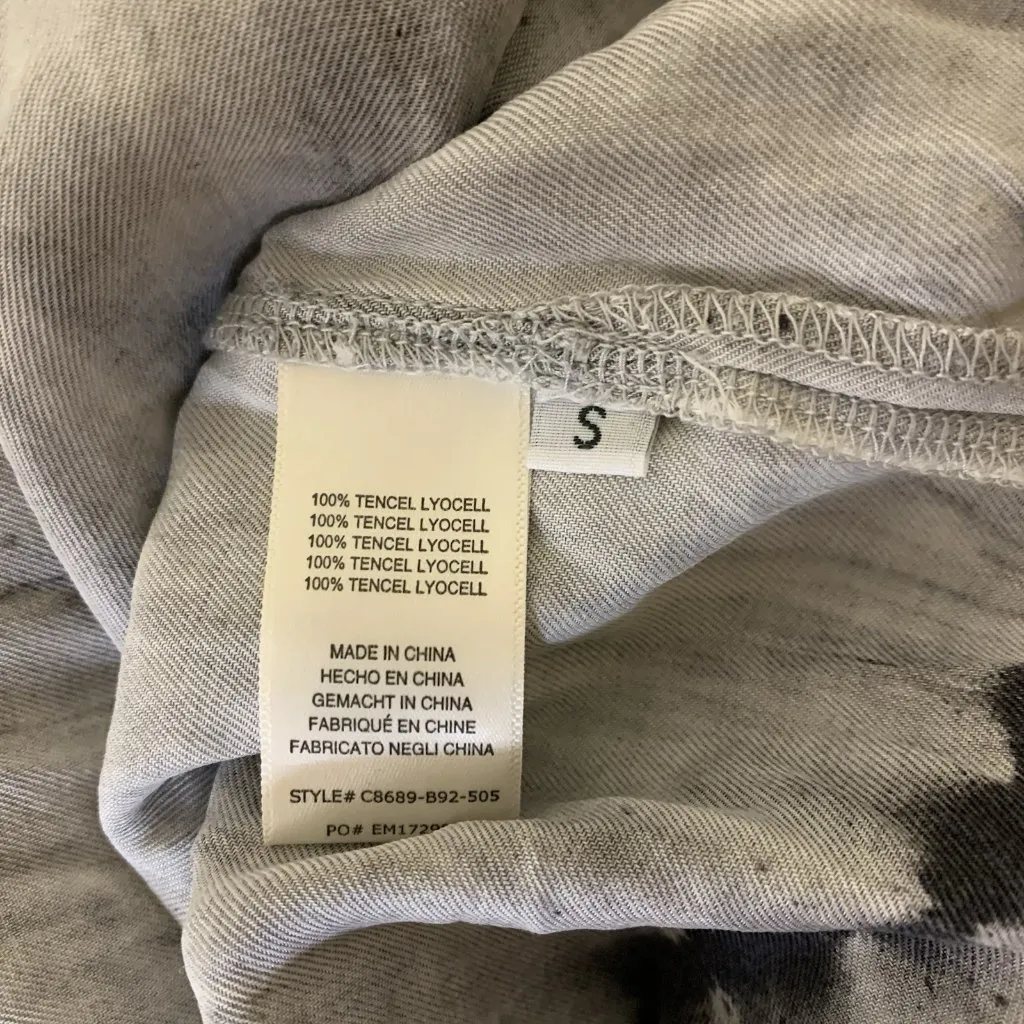 S
100% TENCEL LYOCELL
100% TENCEL LYOCELL
100% TENCEL LYOCELL
100% TENCEL LYOCELL
100% TENCEL LYOCELL
MADE IN CHINA
HECHO EN CHINA
GEMACHT IN CHINA
FABRIQUÉ EN CHINE
FABRICATO NEGLI CHINA
STYLE# C8689-B92-505
PO#